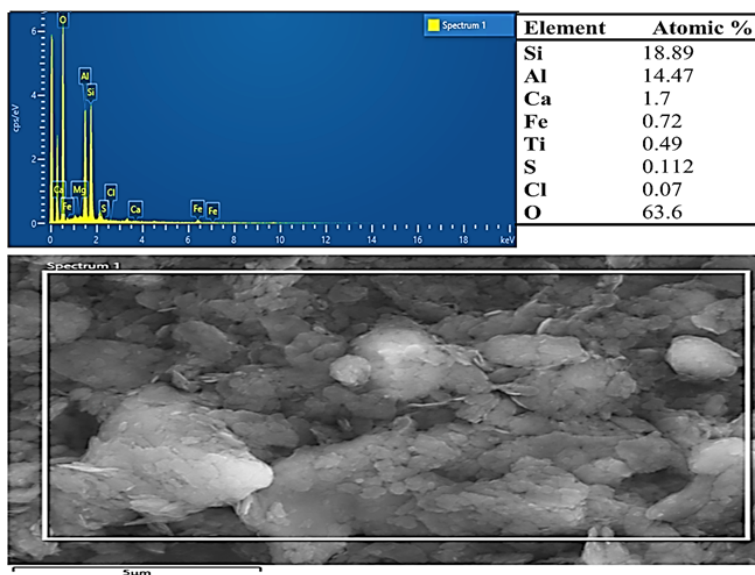 Spectrum 1
Element Atomic %
Si 18.89
Al 14.47
Ca 1.7
Fe 0.72
Ti 0.49
S 0.112
Cl 0.07
O 63.6
cps/eV
6
4
2
0
O
Al
Si
Ca
Fe
Mg
S
Cl
Ca
Fe
Fe
0 2 4 6 8 10 12 14 16 18 keV
Spectrum 1
5µm